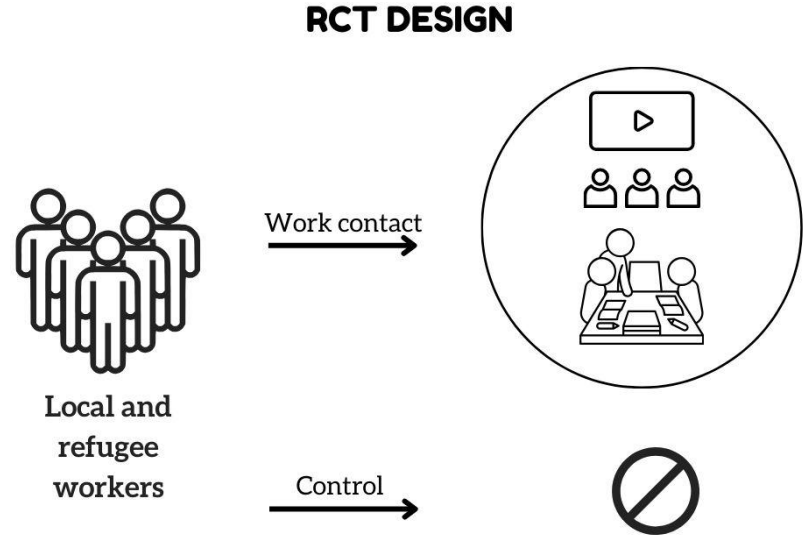 RCT DESIGN
Work contact
Local and
refugee
workers
Control